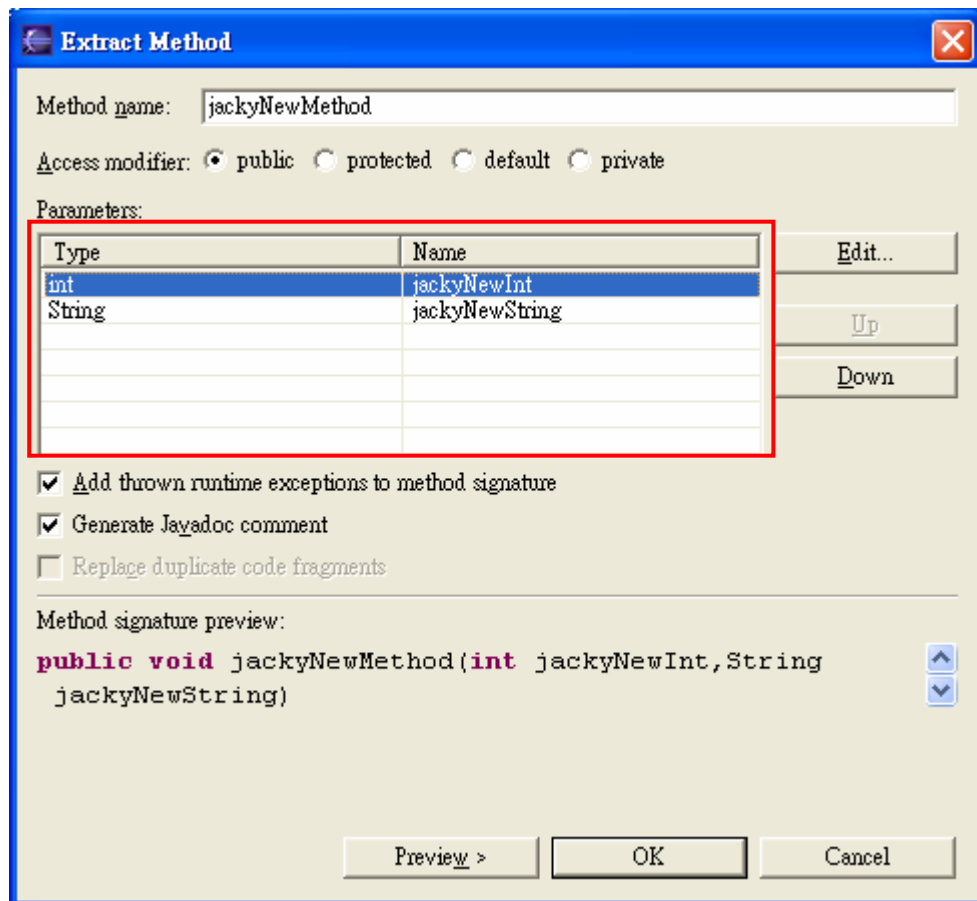 Extract Method
Method name: jackyNewMethod
Access modifier: public protected default private
Parameters:
Type Name
int jackyNewInt
String jackyNewString
Edit...
Up
Down
Add thrown runtime exceptions to method signature
Generate Javadoc comment
Replace duplicate code fragments
Method signature preview:
public void jackyNewMethod(int jackyNewInt,String
jackyNewString)
Preview > OK Cancel